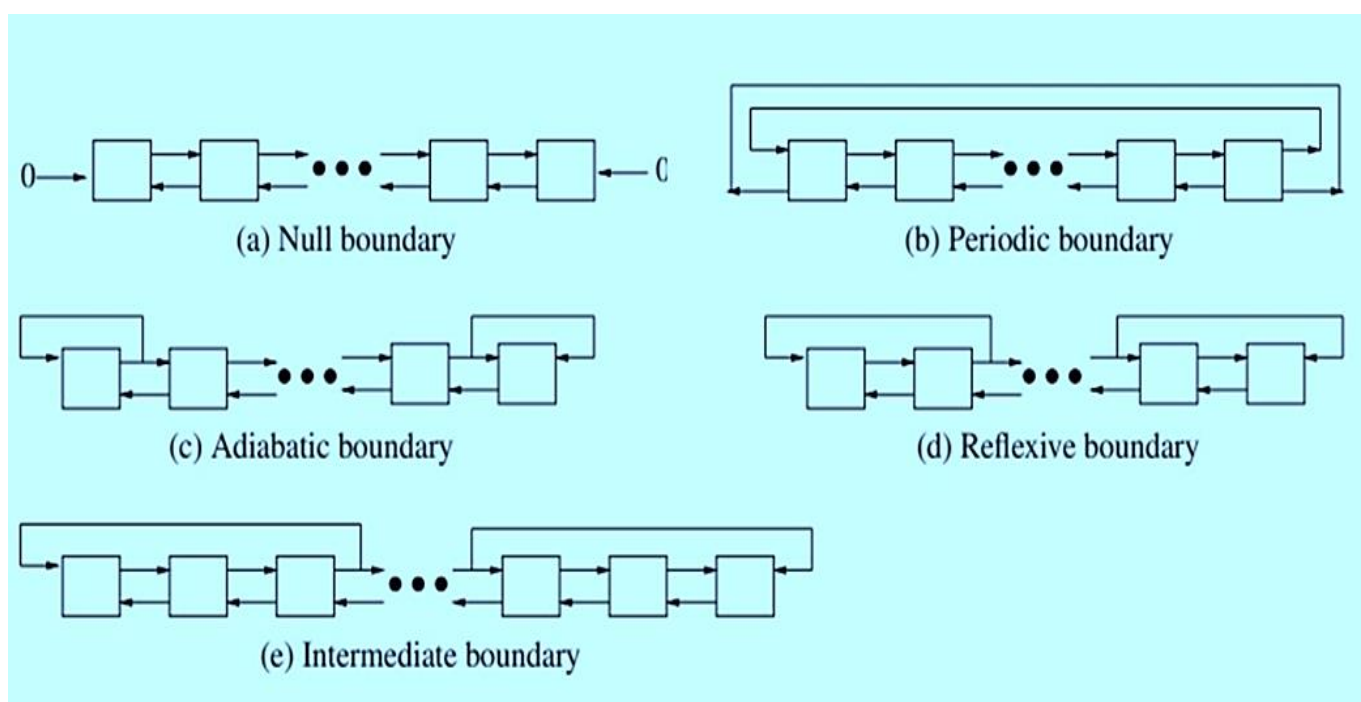 0 0
(a) Null boundary
(b) Periodic boundary
(c) Adiabatic boundary
(d) Reflexive boundary
(e) Intermediate boundary